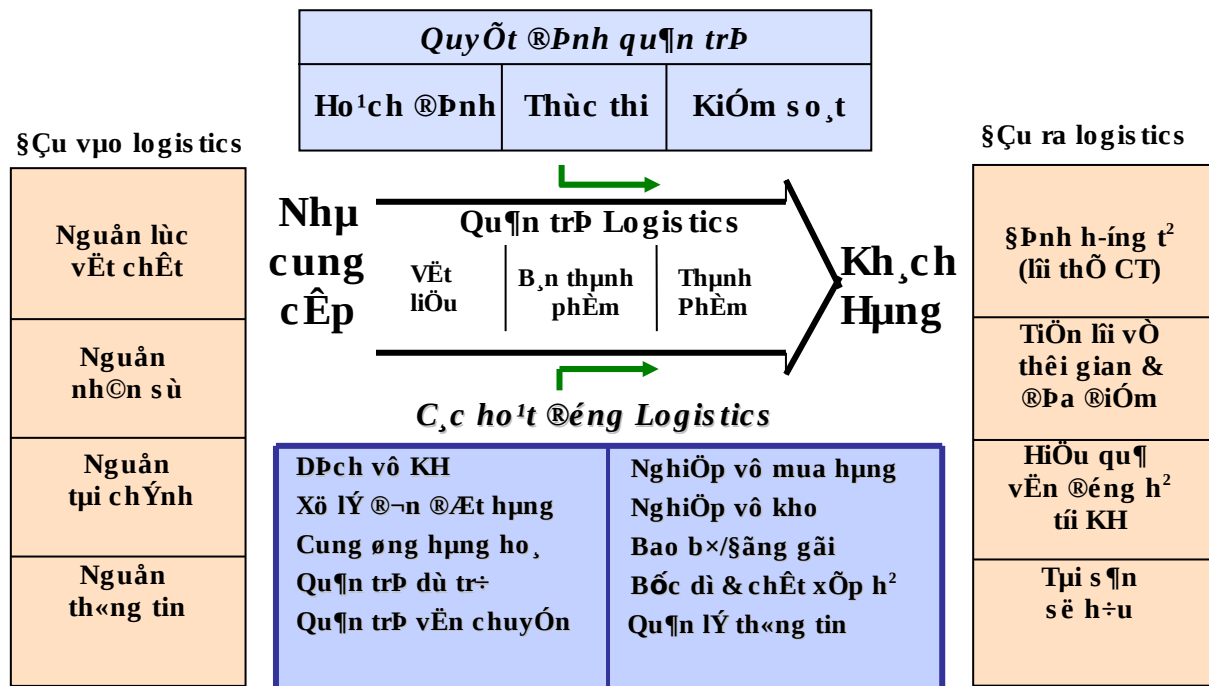 QuyÕt ®Þnh qu¶n trÞ
Ho¹ch ®Þnh Thùc thi KiÓm so¸t
§Çu vµo logistics
Nguån lùc
vËt chÊt
Nguån
nh©n sù
Nguån
tµi chÝnh
Nguån
th«ng tin
Nhµ
cung
cÊp
Qu¶n trÞ Logistics
VËt
liÖu
B¸n thµnh
phÈm
Thµnh
PhÈm
Kh¸ch
Hµng
C¸c ho¹t ®éng Logistics
DÞch vô KH
Xö lÝ ®¬n ®Æt hµng
Cung øng hµng ho¸
Qu¶n trÞ dù tr÷
Qu¶n trÞ vËn chuyÓn
NghiÖp vô mua hµng
NghiÖp vô kho
Bao b×/§ãng gãi
Bốc dì & chÊt xÕp h²
Qu¶n lÝ th«ng tin
§Çu ra logistics
§Þnh h-íng t²
(lîi thÕ CT)
TiÖn lîi vÒ
thêi gian &
®Þa ®iÓm
HiÖu qu¶
vËn ®éng h²
tíi KH
Tµi s¶n
së h÷u